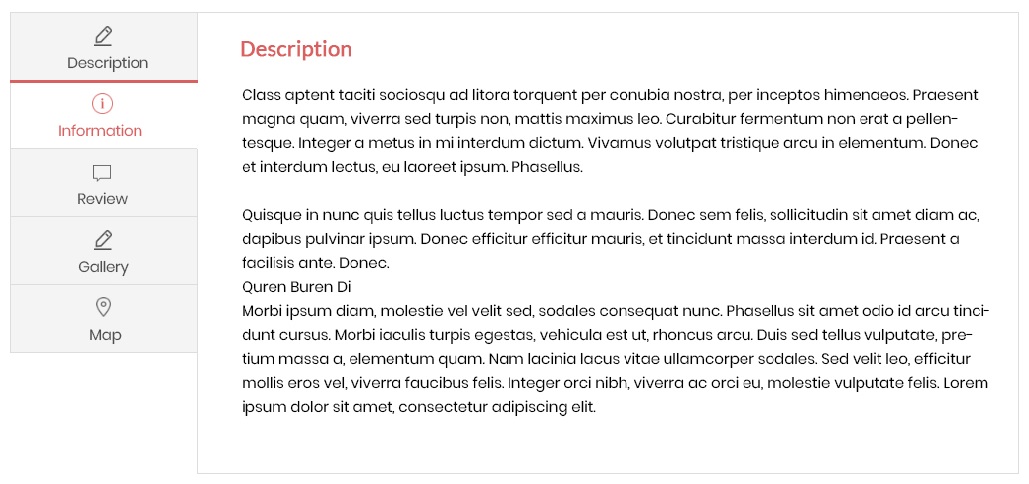 Description
Information
Review
Gallery
Map
Description
Class aptent taciti sociosqu ad litora torquent per conubia nostra, per inceptos himenaeos. Praesent
magna quam, viverra sed turpis non, mattis maximus leo. Curabitur fermentum non erat a pellen-
tesque. Integer a metus in mi interdum dictum. Vivamus volutpat tristique arcu in elementum. Donec
et interdum lectus, eu laoreet ipsum. Phasellus.
Quisque in nunc quis tellus luctus tempor sed a mauris. Donec sem felis, sollicitudin sit amet diam ac,
dapibus pulvinar ipsum. Donec efficitur efficitur mauris, et tincidunt massa interdum id. Praesent a
facilisis ante. Donec.
Quren Buren Di
Morbi ipsum diam, molestie vel velit sed, sodales consequat nunc. Phasellus sit amet odio id arcu tinci-
dunt cursus. Morbi iaculis turpis egestas, vehicula est ut, rhoncus arcu. Duis sed tellus vulputate, pre-
tium massa a, elementum quam. Nam lacinia lacus vitae ullamcorper sodales. Sed velit leo, efficitur
mollis eros vel, viverra faucibus felis. Integer orci nibh, viverra ac orci eu, molestie vulputate felis. Lorem
ipsum dolor sit amet, consectetur adipiscing elit.